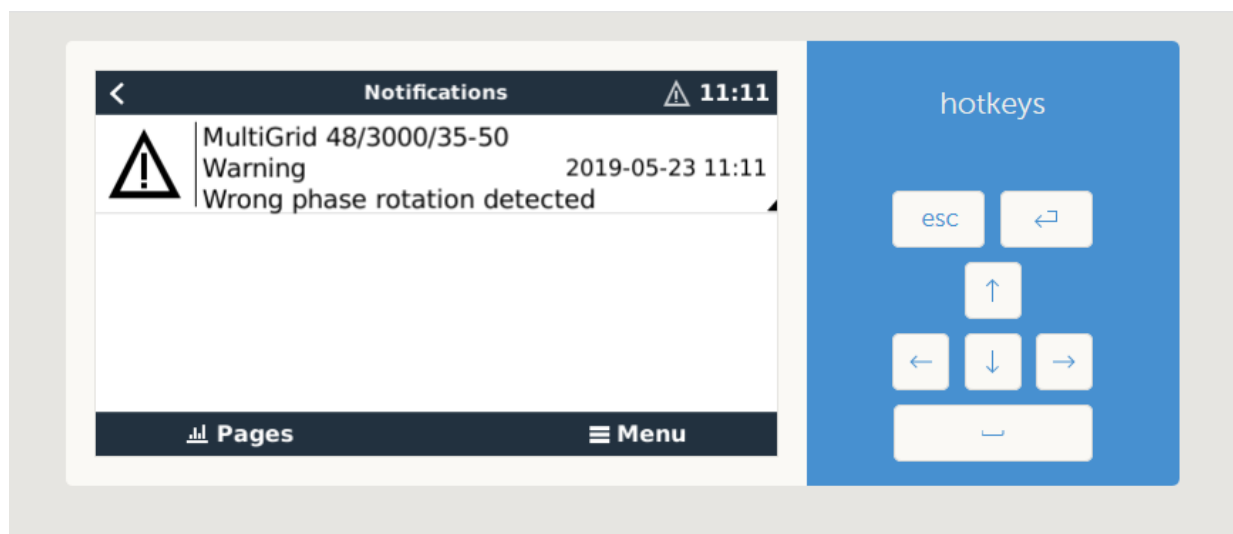 Notifications 11:11
MultiGrid 48/3000/35-50
Warning 2019-05-23 11:11
Wrong phase rotation detected
Pages Menu
hotkeys
esc